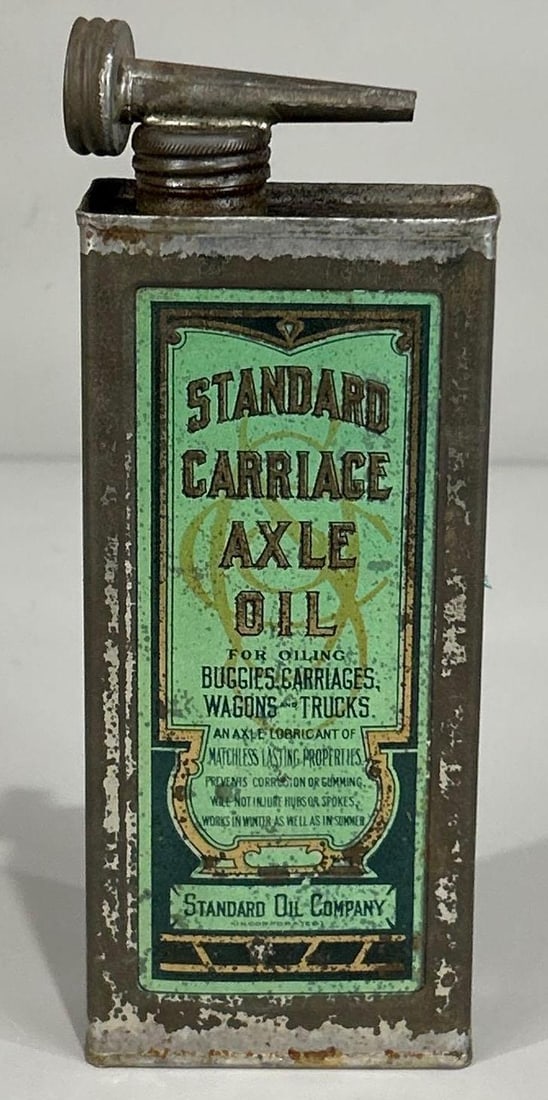 STANDARD
CARRIAGE
AXLE
OIL
FOR OILING
BUGGIES, CARRIAGES,
WAGONS AND TRUCKS.
AN AXLE LUBRICANT OF
MATCHLESS LASTING PROPERTIES.
PREVENTS CORROSION OR GUMMING,
WILL NOT INJURE HUBS OR SPOKES,
WORKS IN WINTER AS WELL AS IN SUMMER.
STANDARD OIL COMPANY
(INCORPORATED)